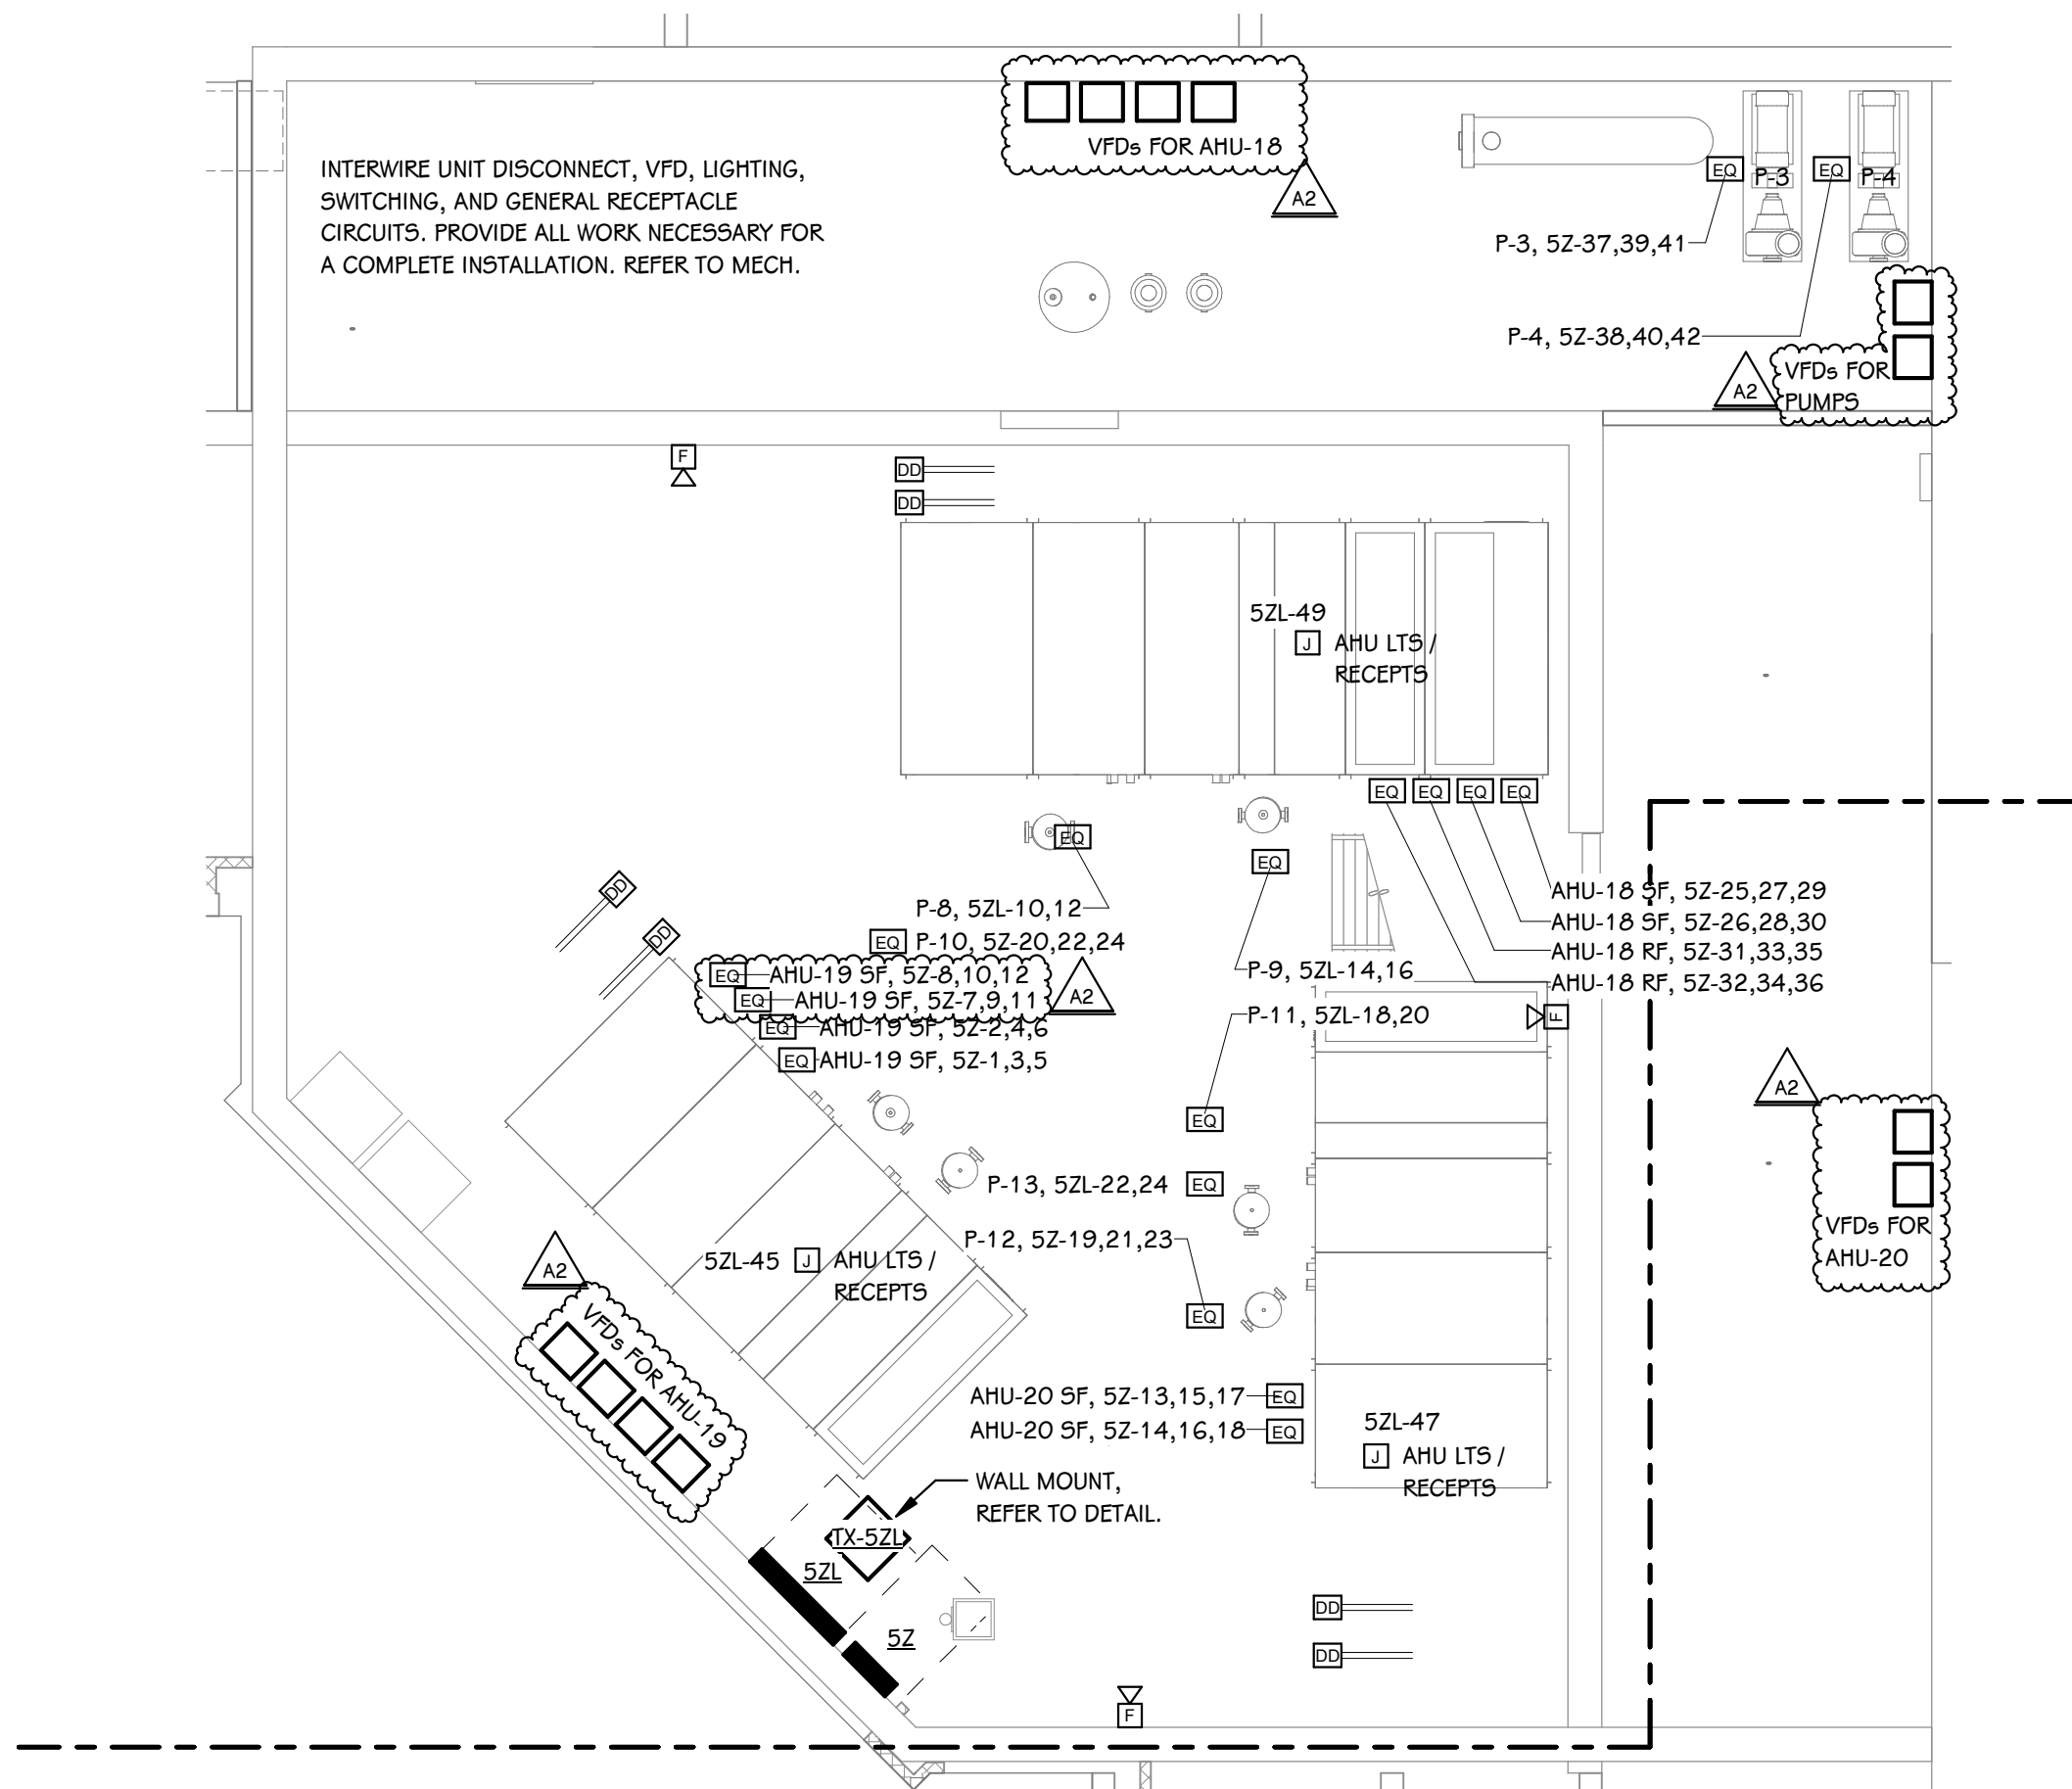 VFDs FOR AHU-18
A2
INTERWIRE UNIT DISCONNECT, VFD, LIGHTING,
SWITCHING, AND GENERAL RECEPTACLE
CIRCUITS. PROVIDE ALL WORK NECESSARY FOR
A COMPLETE INSTALLATION. REFER TO MECH.
EQ
P-3
EQ
P-4
P-3, 5Z-37,39,41
P-4, 5Z-38,40,42
A2
VFDs FOR
PUMPS
F
DD
DD
5ZL-49
J
AHU LTS /
RECEPTS
EQ
EQ
EQ
EQ
EQ
EQ
DD
DD
AHU-18 SF, 5Z-25,27,29
AHU-18 SF, 5Z-26,28,30
AHU-18 RF, 5Z-31,33,35
AHU-18 RF, 5Z-32,34,36
P-8, 5ZL-10,12
EQ
P-10, 5Z-20,22,24
P-9, 5ZL-14,16
EQ
AHU-19 SF, 5Z-8,10,12
EQ
AHU-19 SF, 5Z-7,9,11
A2
EQ
AHU-19 SF, 5Z-2,4,6
EQ
AHU-19 SF, 5Z-1,3,5
P-11, 5ZL-18,20
F
EQ
A2
P-13, 5ZL-22,24
EQ
P-12, 5Z-19,21,23
EQ
VFDs FOR
AHU-20
5ZL-45
J
AHU LTS /
RECEPTS
A2
VFDs FOR AHU-19
AHU-20 SF, 5Z-13,15,17
EQ
AHU-20 SF, 5Z-14,16,18
EQ
5ZL-47
J
AHU LTS /
RECEPTS
WALL MOUNT,
REFER TO DETAIL.
TX-5ZL
5ZL
5Z
DD
DD
F